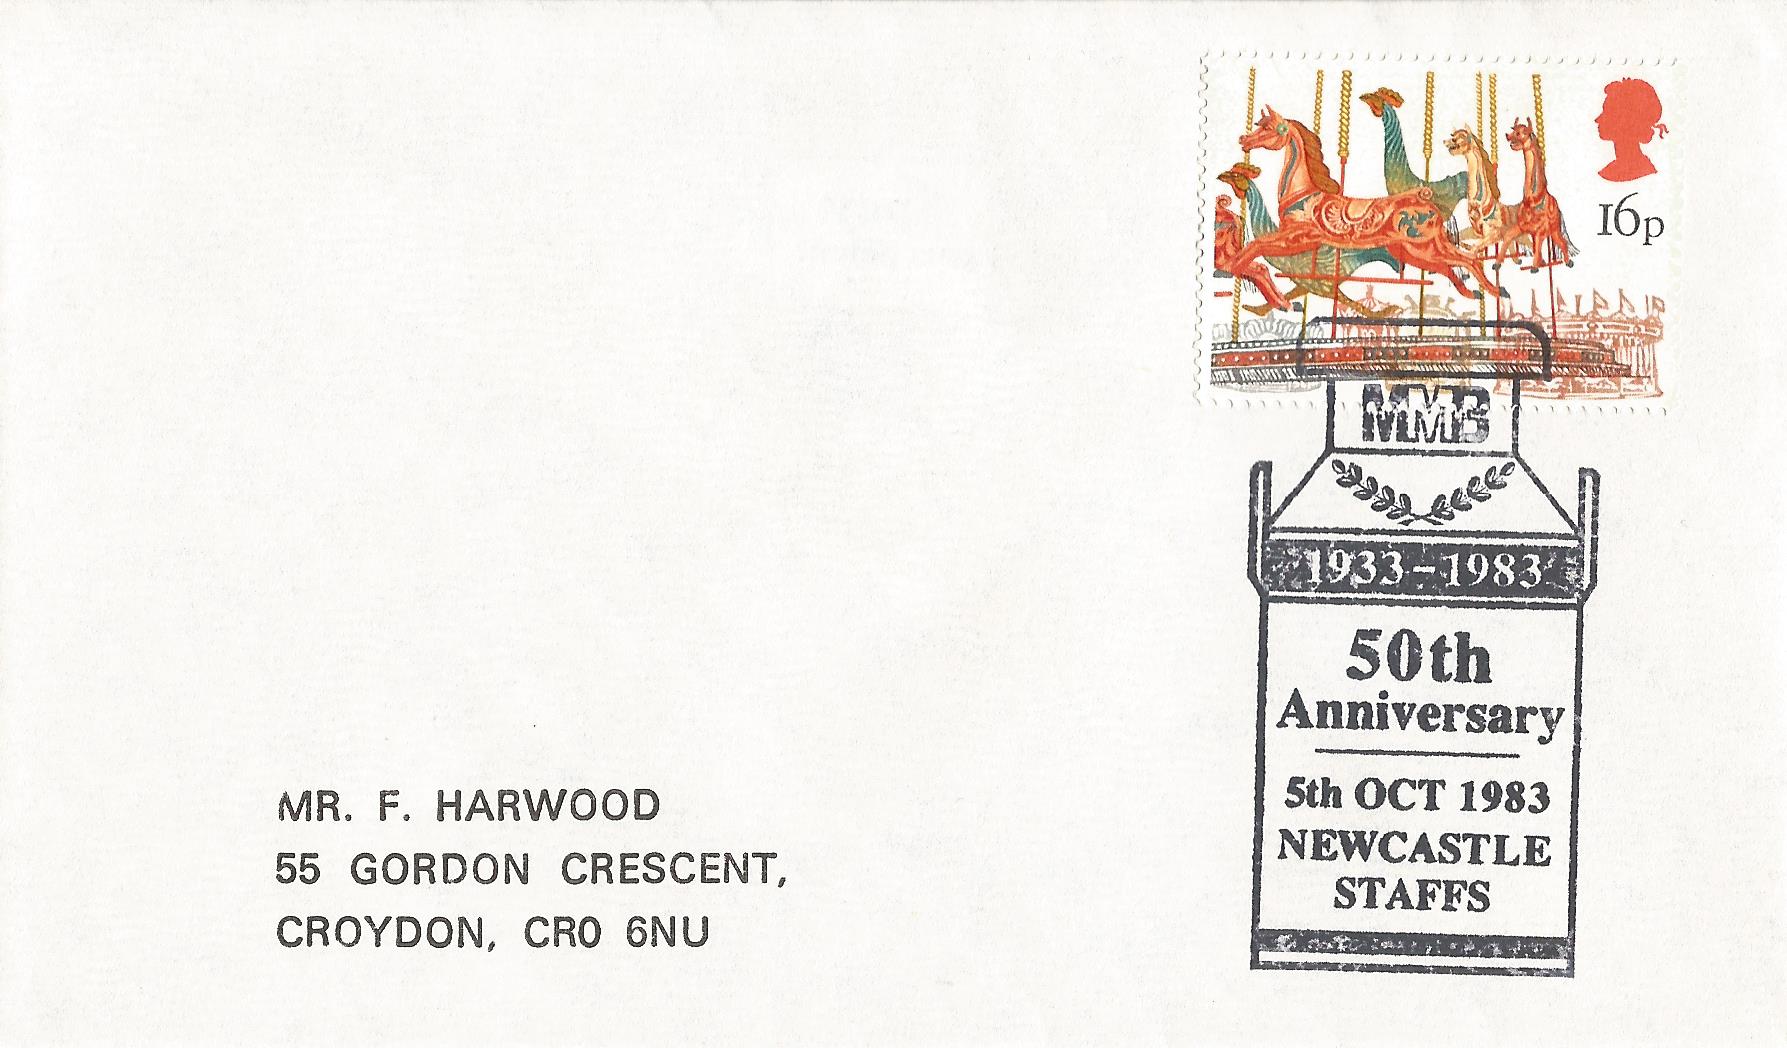 16p
MMB
1933-1983
50th
Anniversary
5th OCT 1983
NEWCASTLE
STAFFS
MR. F. HARWOOD
55 GORDON CRESCENT,
CROYDON, CR0 6NU